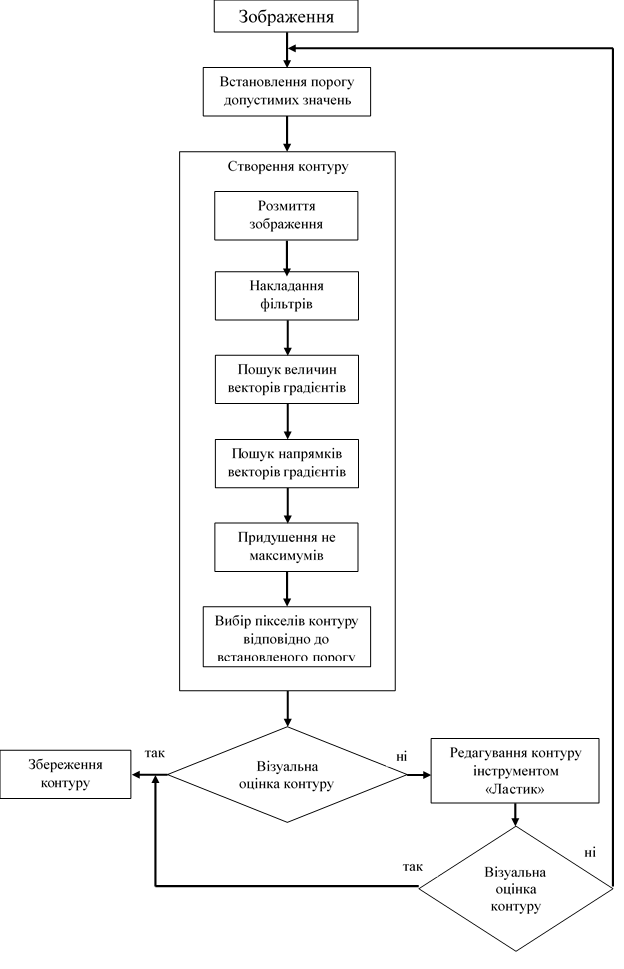 Зображення
Встановлення порогу
допустимих значень
Створення контуру
Розмиття
зображення
Накладання
фільтрів
Пошук величин
векторів градієнтів
Пошук напрямків
векторів градієнтів
Придушення не
максимумів
Вибір пікселів контуру
відповідно до
встановленого порогу
так
ні
Збереження
контуру
Візуальна
оцінка контуру
Редагування контуру
інструментом
«Ластик»
так
ні
Візуальна
оцінка
контуру